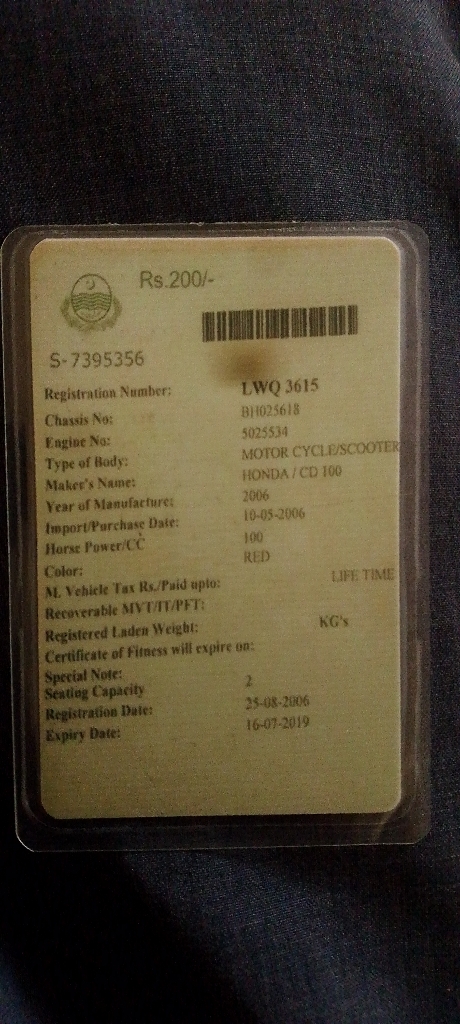 Rs.200/-
S-7395356
Registration Number: LWQ 3615
Chassis No: BH025618
Engine No: 5025534
Type of Body: MOTOR CYCLE/SCOOTER
Maker's Name: HONDA / CD 100
Year of Manufacture: 2006
Import/Purchase Date: 10-05-2006
Horse Power/CC 100
Color: RED
M. Vehicle Tax Rs./Paid upto: LIFE TIME
Recoverable MVT/IT/PFT:
Registered Laden Weight: KG's
Certificate of Fitness will expire on:
Special Note:
Seating Capacity 2
Registration Date: 25-08-2006
Expiry Date: 16-07-2019